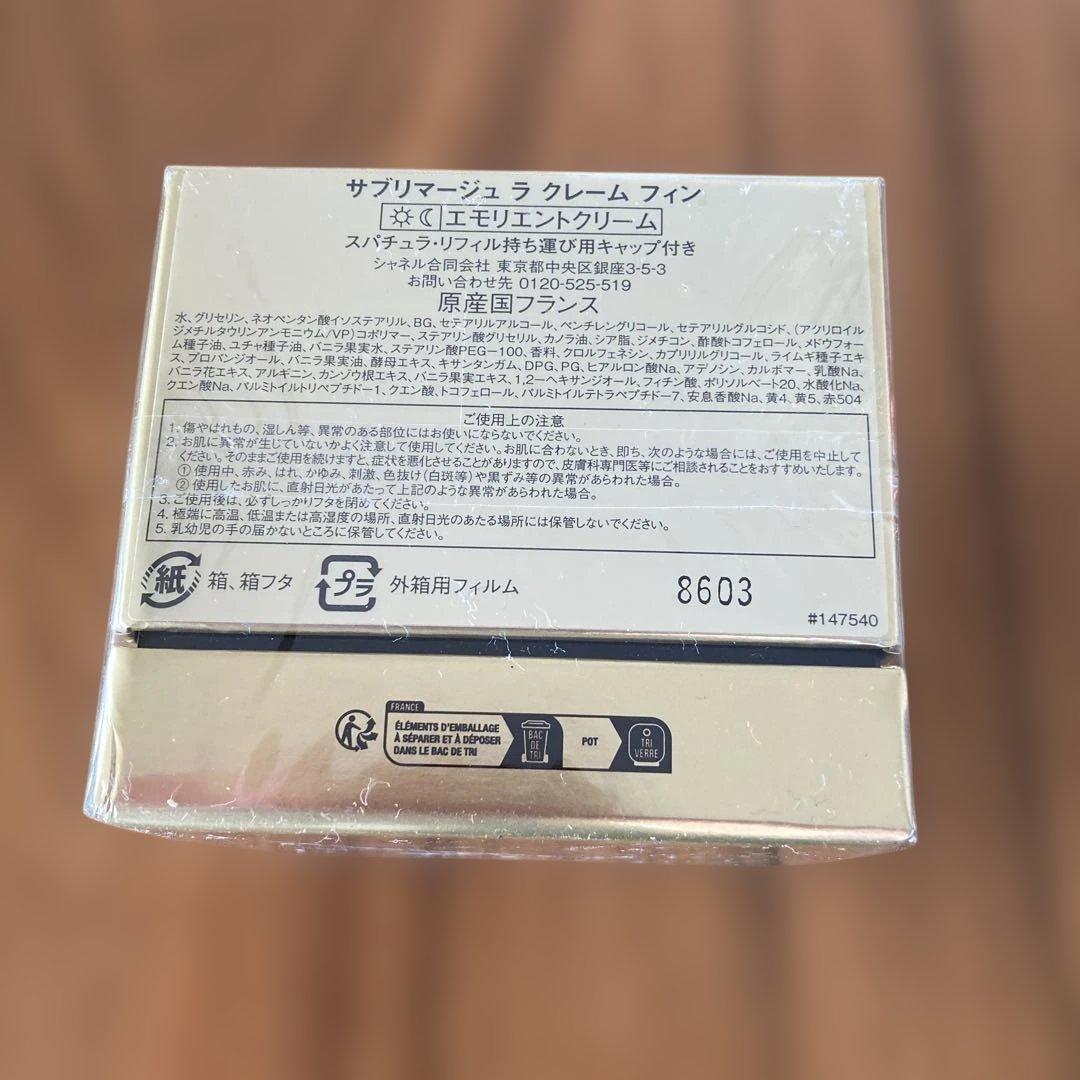 サブリマージュ ラ クレーム フィン
エモリエントクリーム
スパチュラ・リフィル持ち運び用キャップ付き
シャネル合同会社 東京都中央区銀座3-5-3
お問い合わせ先 0120-525-519
原産国フランス
水、グリセリン、ネオペンタン酸イソステアリル、BG、セテアリルアルコール、ペンチレングリコール、セテアリルグルコシド、(アクリロイル
ジメチルタウリンアンモニウム/VP)コポリマー、ステアリン酸グリセリル、カノラ油、シア脂、ジメチコン、酢酸トコフェロール、メドウフォー
ム種子油、ユチャ種子油、バニラ果実水、ステアリン酸PEG-100、香料、クロルフェネシン、カプリリルグリコール、ライムギ種子エキ
ス、プロパンジオール、バニラ果実油、酵母エキス、キサンタンガム、DPG、PG、ヒアルロン酸Na、アデノシン、カルボマー、乳酸Na、
バニラ花エキス、アルギニン、カンゾウ根エキス、バニラ果実エキス、1,2-ヘキサンジオール、フィチン酸、ポリソルベート20、水酸化Na、
クエン酸Na、パルミトイルトリペプチド-1、クエン酸、トコフェロール、パルミトイルテトラペプチド-7、安息香酸Na、黄4、黄5、赤504
ご使用上の注意
1. 傷やはれもの、湿しん等、異常のある部位にはお使いにならないでください。
2. お肌に異常が生じていないかよく注意して使用してください。お肌に合わないとき、即ち、次のような場合には、ご使用を中止して
ください。そのままご使用を続けますと、症状を悪化させることがありますので、皮膚科専門医等にご相談されることをおすすめいたします。
① 使用中、赤み、はれ、かゆみ、刺激、色抜け(白斑等)や黒ずみ等の異常があらわれた場合。
② 使用したお肌に、直射日光があたって上記のような異常があらわれた場合。
3. ご使用後は、必ずしっかりフタを閉めてください。
4. 極端に高温、低温または高湿度の場所、直射日光のあたる場所には保管しないでください。
5. 乳幼児の手の届かないところに保管してください。
紙 箱、箱フタ プラ 外箱用フィルム 8603
#147540
FRANCE
ÉLÉMENTS D'EMBALLAGE
À SÉPARER ET À DÉPOSER
DANS LE BAC DE TRI
BAC
DE
TRI
POT
TRI
VERRE